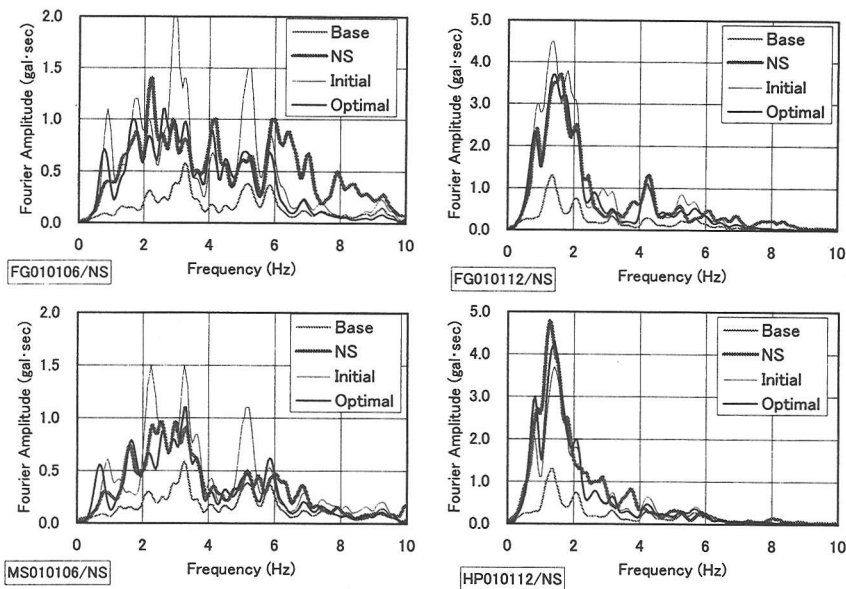 Fourier Amplitude (gal·sec)
2.0
1.5
1.0
0.5
0.0
0
2
4
6
8
10
Base
NS
Initial
Optimal
Frequency (Hz)
FG010106/NS
Fourier Amplitude (gal·sec)
5.0
4.0
3.0
2.0
1.0
0.0
0
2
4
6
8
10
Base
NS
Initial
Optimal
Frequency (Hz)
FG010112/NS
Fourier Amplitude (gal·sec)
2.0
1.5
1.0
0.5
0.0
0
2
4
6
8
10
Base
NS
Initial
Optimal
Frequency (Hz)
MS010106/NS
Fourier Amplitude (gal·sec)
5.0
4.0
3.0
2.0
1.0
0.0
0
2
4
6
8
10
Base
NS
Initial
Optimal
Frequency (Hz)
HP010112/NS